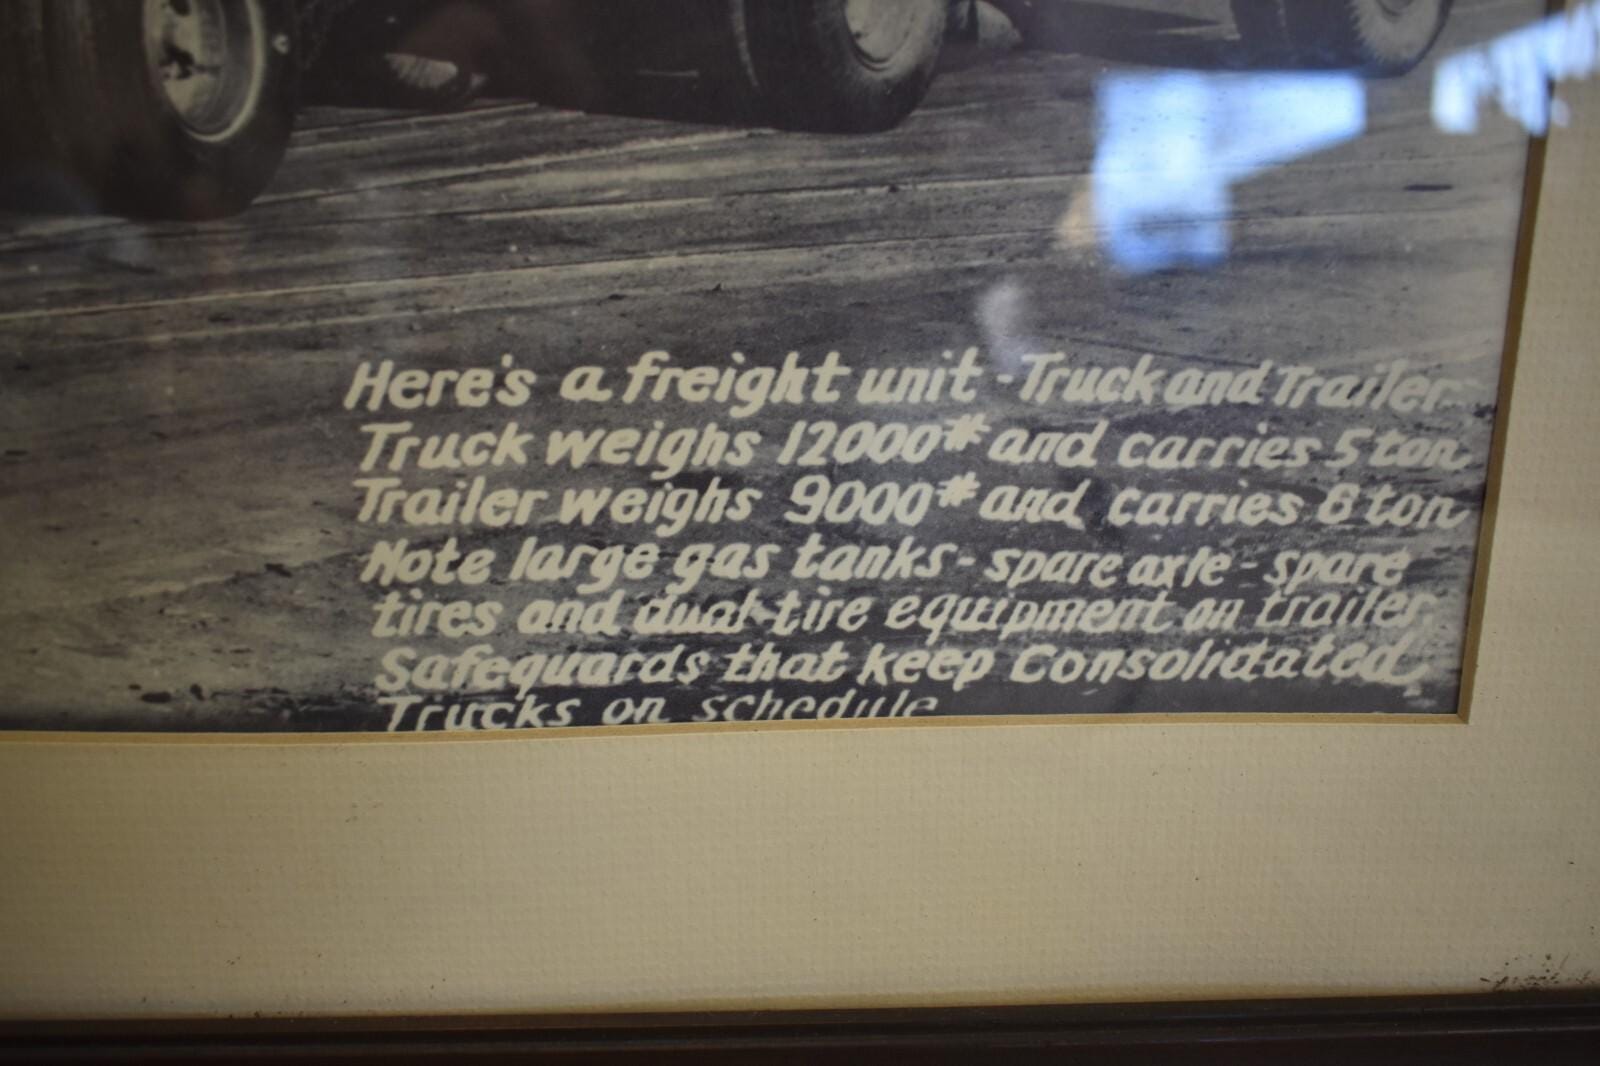 Here's a freight unit - Truck and Trailer.
Truck weighs 12000# and carries 5 ton
Trailer weighs 9000# and carries 6 ton
Note large gas tanks - spare axle - spare
tires and dual-tire equipment on trailer.
Safeguards that keep Consolidated
Trucks on schedule